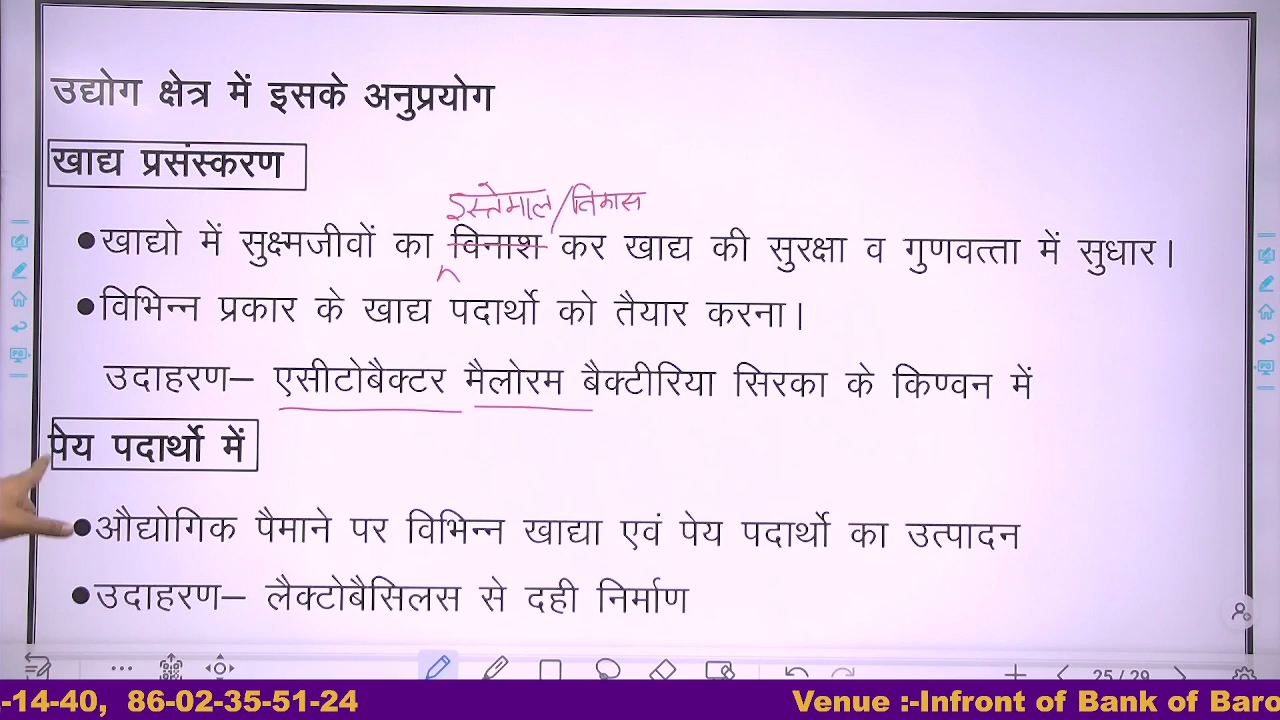 उद्योग क्षेत्र में इसके अनुप्रयोग
खाद्य प्रसंस्करण
इस्तेमाल/विकास
•खाद्यो में सुक्ष्मजीवों का विनाश कर खाद्य की सुरक्षा व गुणवत्ता में सुधार।
•विभिन्न प्रकार के खाद्य पदार्थो को तैयार करना।
उदाहरण– एसीटोबैक्टर मैलोरम बैक्टीरिया सिरका के किण्वन में
पेय पदार्थो में
•औद्योगिक पैमाने पर विभिन्न खाद्या एवं पेय पदार्थो का उत्पादन
•उदाहरण– लैक्टोबैसिलस से दही निर्माण
25 / 29
-14-40, 86-02-35-51-24
Venue :-Infront of Bank of Baro